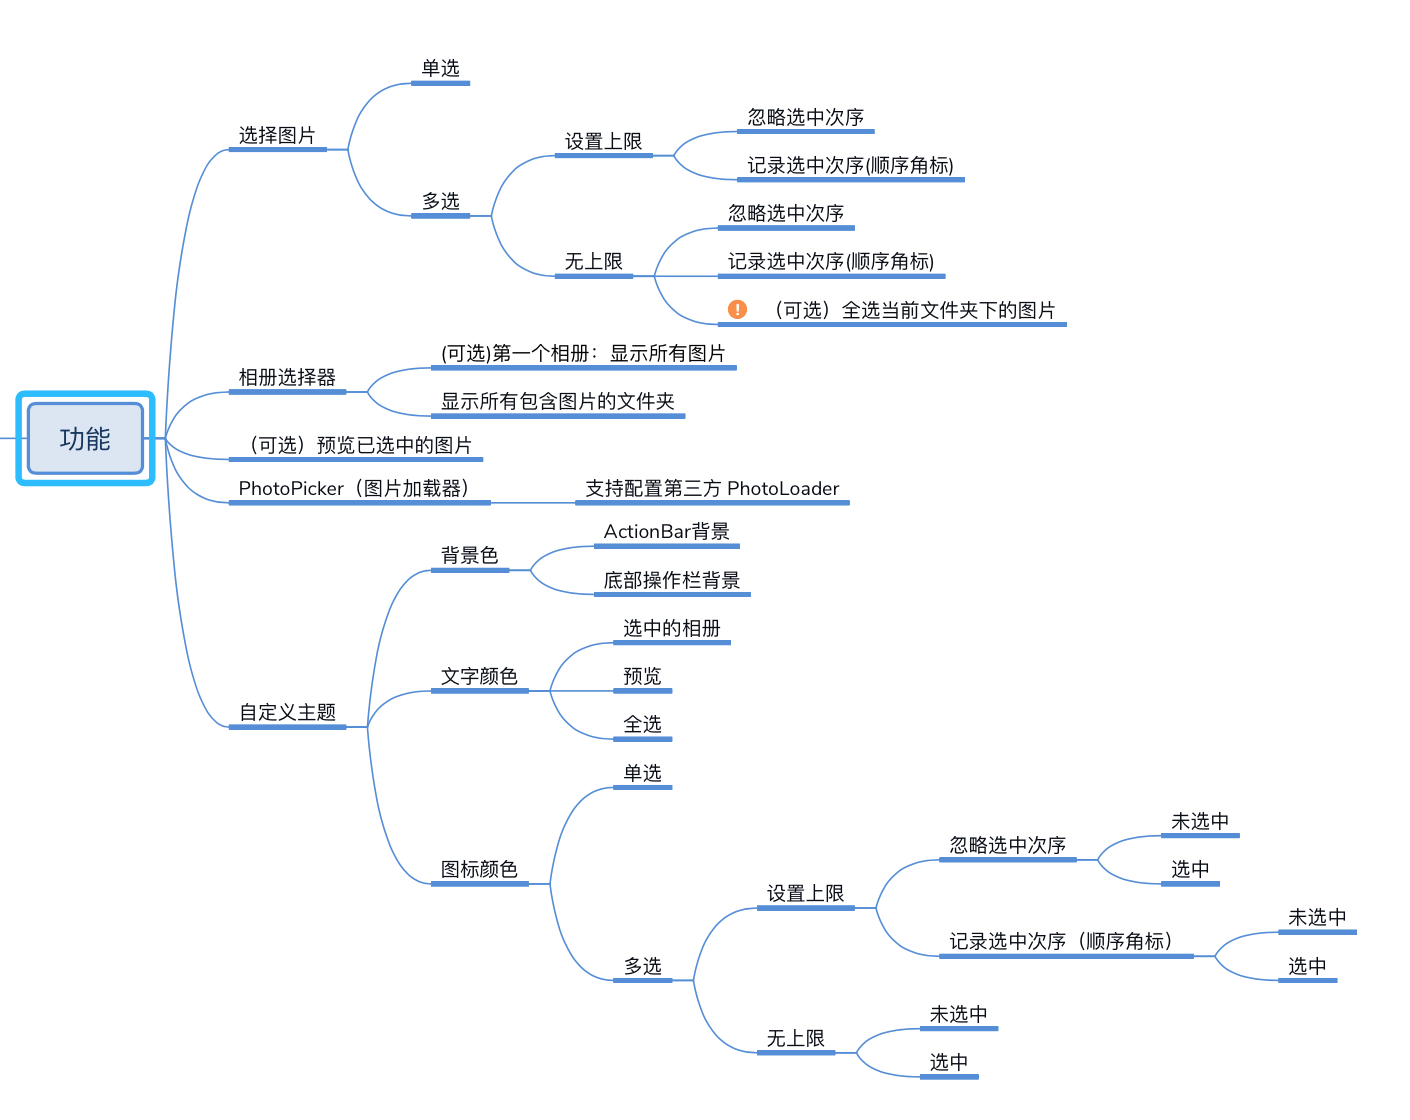 单选
选择图片
多选
设置上限
忽略选中次序
记录选中次序(顺序角标)
无上限
忽略选中次序
记录选中次序(顺序角标)
（可选）全选当前文件夹下的图片
功能
相册选择器
(可选)第一个相册：显示所有图片
显示所有包含图片的文件夹
（可选）预览已选中的图片
PhotoPicker（图片加载器）
支持配置第三方 PhotoLoader
自定义主题
背景色
ActionBar背景
底部操作栏背景
文字颜色
选中的相册
预览
全选
图标颜色
单选
多选
设置上限
忽略选中次序
未选中
选中
记录选中次序（顺序角标）
未选中
选中
无上限
未选中
选中